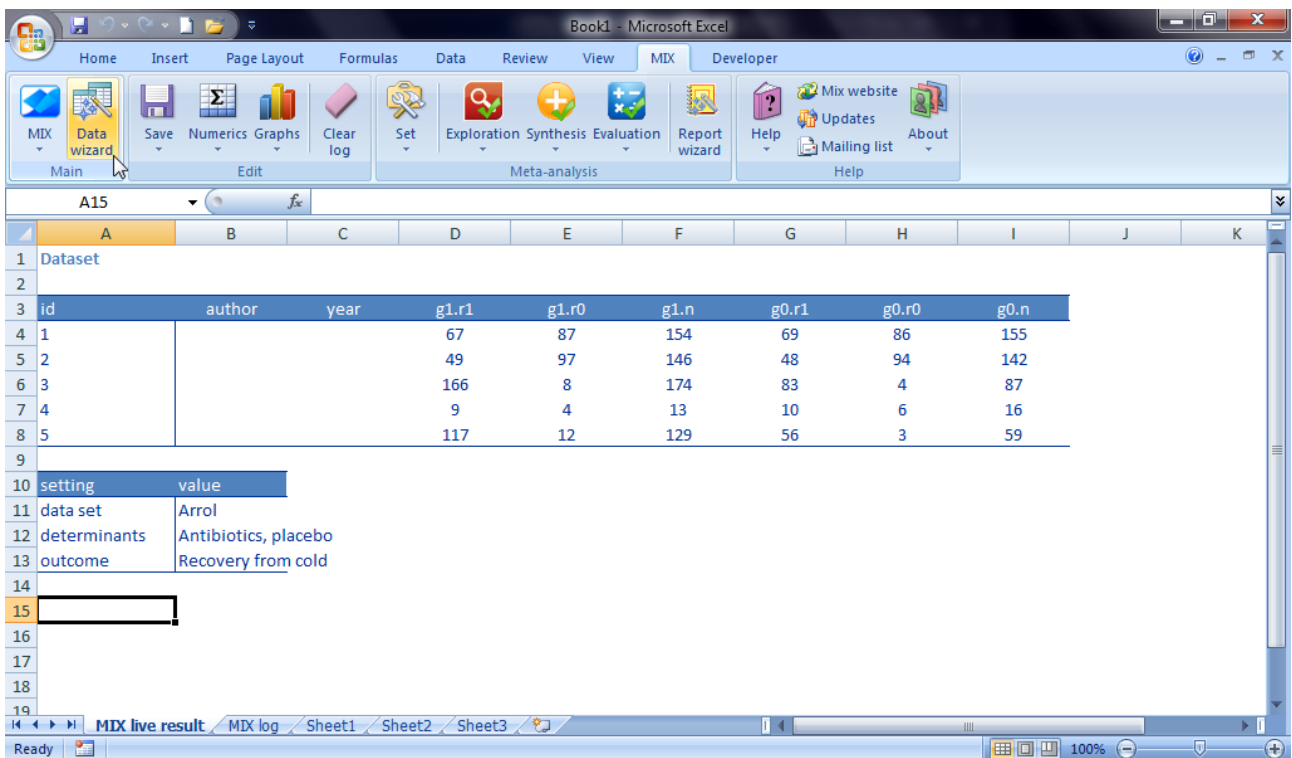 Book1 - Microsoft Excel
Home Insert Page Layout Formulas Data Review View MIX Developer
MIX Data wizard Save Numerics Graphs Clear log Set Exploration Synthesis Evaluation Report wizard Help Mix website Updates Mailing list About
Main Edit Meta-analysis Help
A15 fx
A B C D E F G H I J K
1 Dataset
2
3 id author year g1.r1 g1.r0 g1.n g0.r1 g0.r0 g0.n
4 1 67 87 154 69 86 155
5 2 49 97 146 48 94 142
6 3 166 8 174 83 4 87
7 4 9 4 13 10 6 16
8 5 117 12 129 56 3 59
9
10 setting value
11 data set Arrol
12 determinants Antibiotics, placebo
13 outcome Recovery from cold
14
15
16
17
18
19
MIX live result MIX log Sheet1 Sheet2 Sheet3
Ready 100%